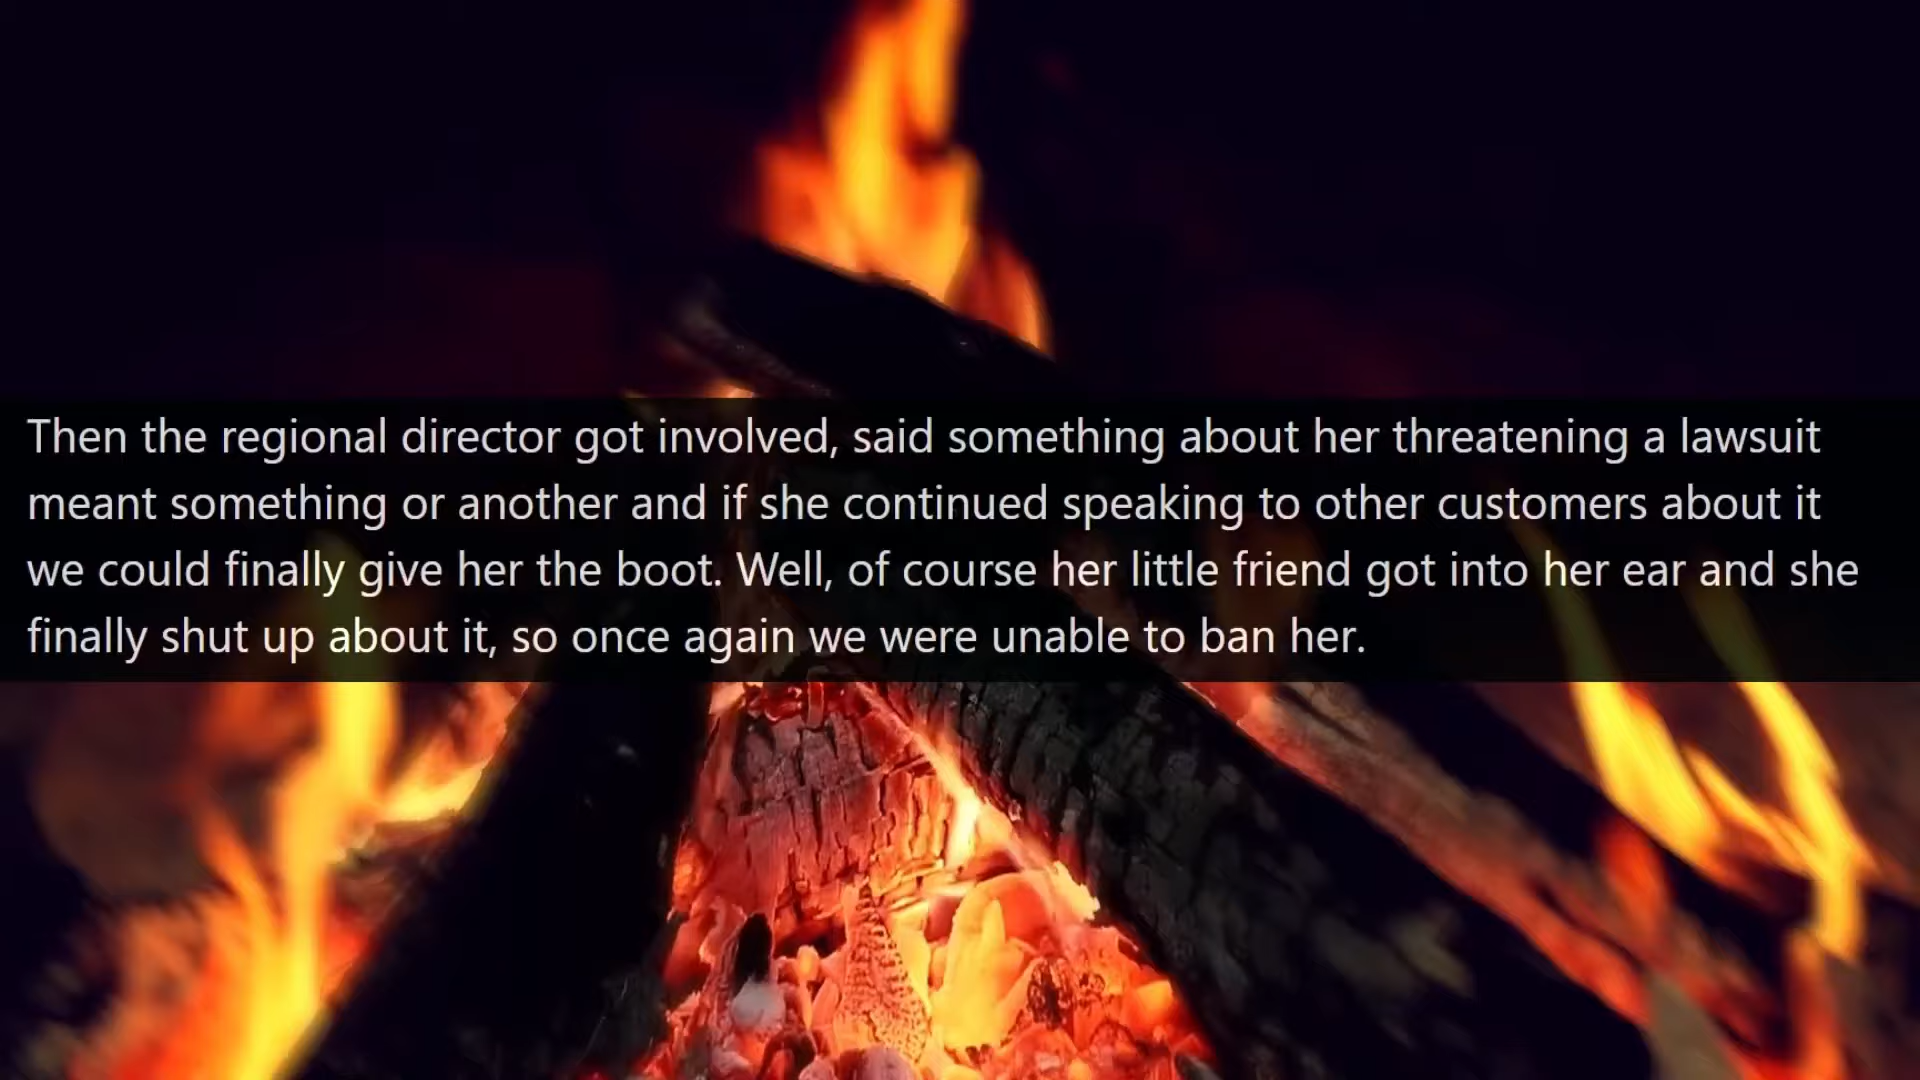 Then the regional director got involved, said something about her threatening a lawsuit
meant something or another and if she continued speaking to other customers about it
we could finally give her the boot. Well, of course her little friend got into her ear and she
finally shut up about it, so once again we were unable to ban her.